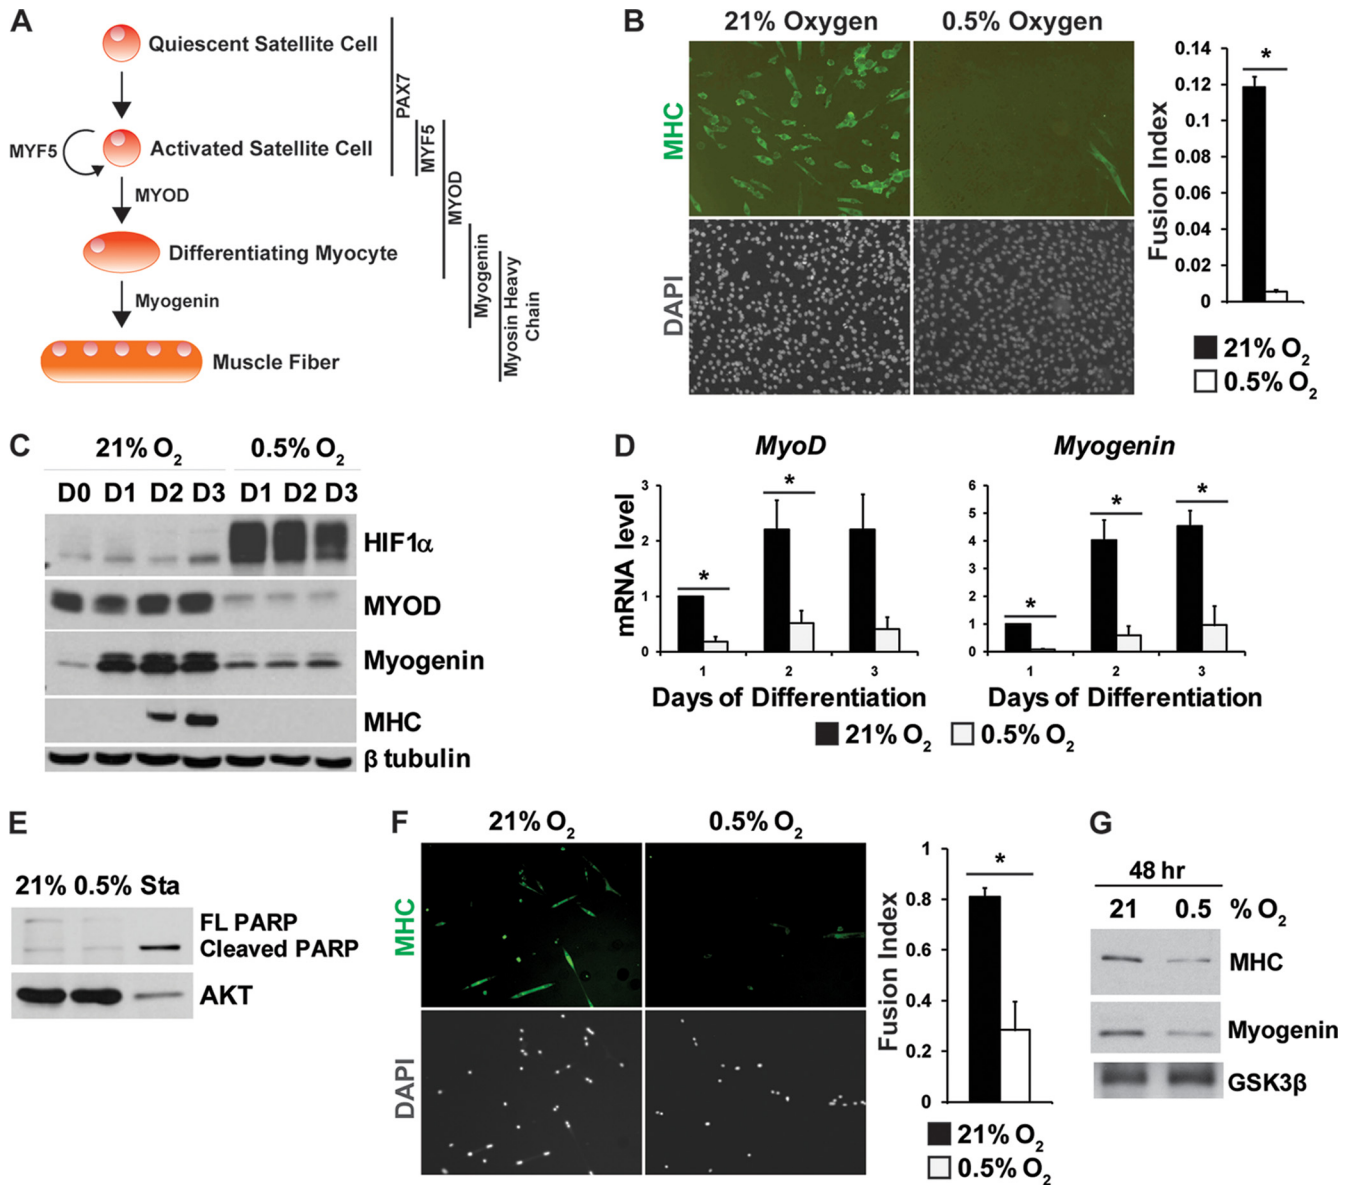 A
Quiescent Satellite Cell
MYF5
Activated Satellite Cell
MYOD
Differentiating Myocyte
Myogenin
Muscle Fiber
PAX7
MYF5
MYOD
Myogenin
Myosin Heavy
Chain
B
21% Oxygen
0.5% Oxygen
MHC
DAPI
Fusion Index
0.14
0.12
0.1
0.08
0.06
0.04
0.02
0
*
21% O2
0.5% O2
C
21% O2
0.5% O2
D0 D1 D2 D3 D1 D2 D3
HIF1α
MYOD
Myogenin
MHC
β tubulin
D
MyoD
mRNA level
3
2
1
0
* *
1 2 3
Days of Differentiation
Myogenin
6
5
4
3
2
1
0
* * *
1 2 3
Days of Differentiation
21% O2
0.5% O2
E
21% 0.5% Sta
FL PARP
Cleaved PARP
AKT
F
21% O2
0.5% O2
MHC
DAPI
Fusion Index
1
0.8
0.6
0.4
0.2
0
*
21% O2
0.5% O2
G
48 hr
21 0.5 % O2
MHC
Myogenin
GSK3β